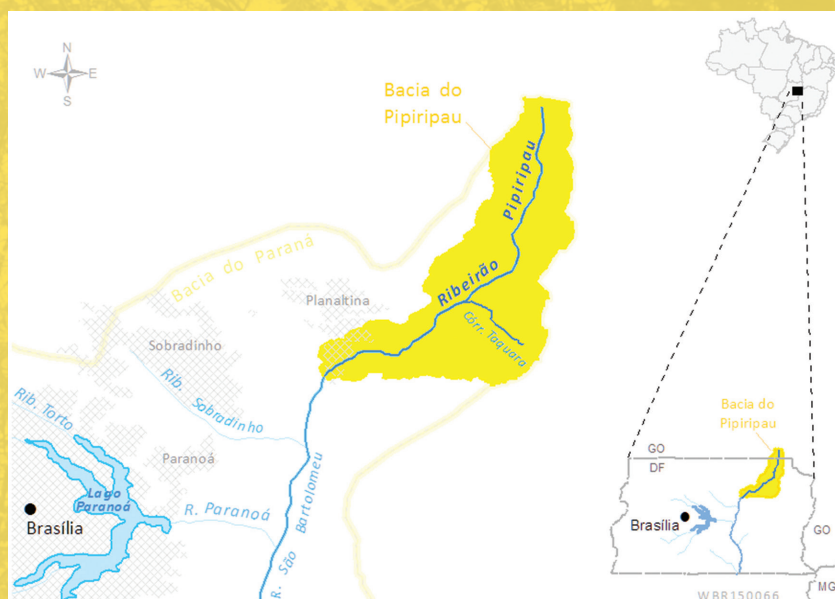 N
W E
S
Bacia do
Pipiripau
Bacia do Paraná
Ribeirão Pipiripau
Córr. Taquara
Planaltina
Sobradinho
Rib. Sobradinho
Rib. Torto
Paranoá
Lago
Paranoá
R. Paranoá
Brasília
R. São Bartolomeu
Bacia do
Pipiripau
GO
DF
Brasília
GO
MG
WBR150066